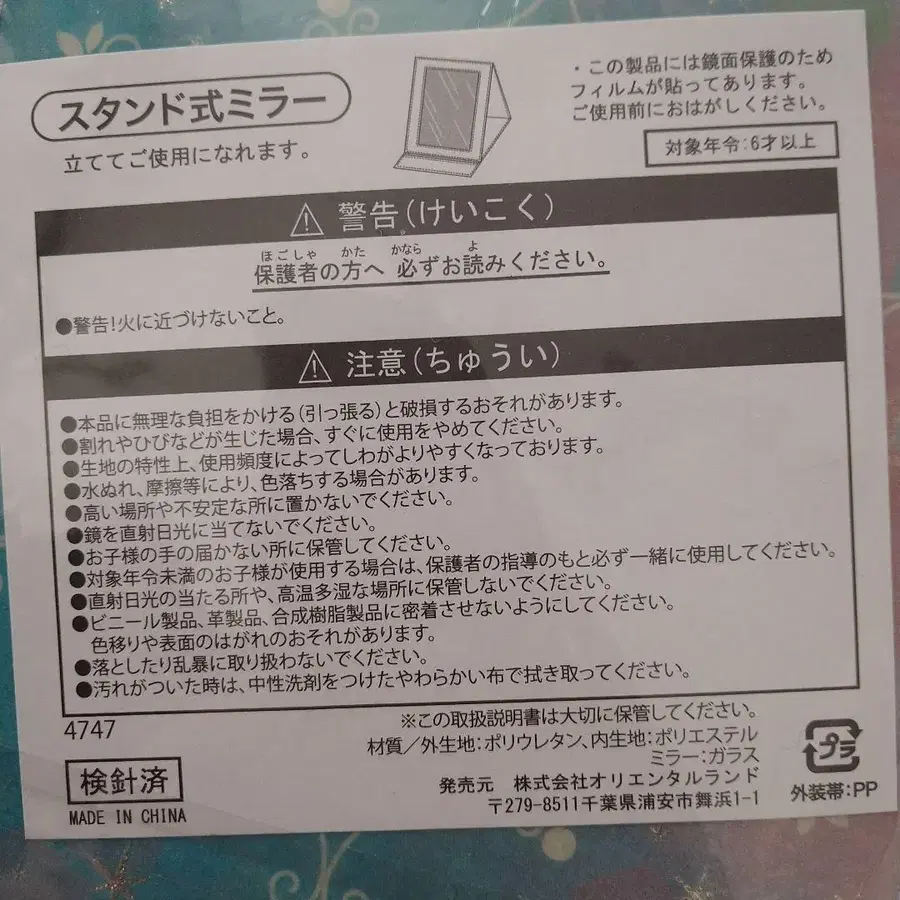 スタンド式ミラー
立ててご使用になれます。
・この製品には鏡面保護のため
フィルムが貼ってあります。
ご使用前におはがしください。
対象年令:6才以上
⚠ 警告(けいこく)
ほごしゃ かた かなら よ
保護者の方へ 必ずお読みください。
●警告!火に近づけないこと。
⚠ 注意(ちゅうい)
●本品に無理な負担をかける(引っ張る)と破損するおそれがあります。
●割れやひびなどが生じた場合、すぐに使用をやめてください。
●生地の特性上、使用頻度によってしわがよりやすくなっております。
●水ぬれ、摩擦等により、色落ちする場合があります。
●高い場所や不安定な所に置かないでください。
●鏡を直射日光に当てないでください。
●お子様の手の届かない所に保管してください。
●対象年令未満のお子様が使用する場合は、保護者の指導のもと必ず一緒に使用してください。
●直射日光の当たる所や、高温多湿な場所に保管しないでください。
●ビニール製品、革製品、合成樹脂製品に密着させないようにしてください。
色移りや表面のはがれのおそれがあります。
●落としたり乱暴に取り扱わないでください。
●汚れがついた時は、中性洗剤をつけたやわらかい布で拭き取ってください。
4747
検針済
MADE IN CHINA
※この取扱説明書は大切に保管してください。
材質/外生地:ポリウレタン、内生地:ポリエステル
ミラー:ガラス
発売元 株式会社オリエンタルランド
〒279-8511千葉県浦安市舞浜1-1
プラ
外装帯:PP